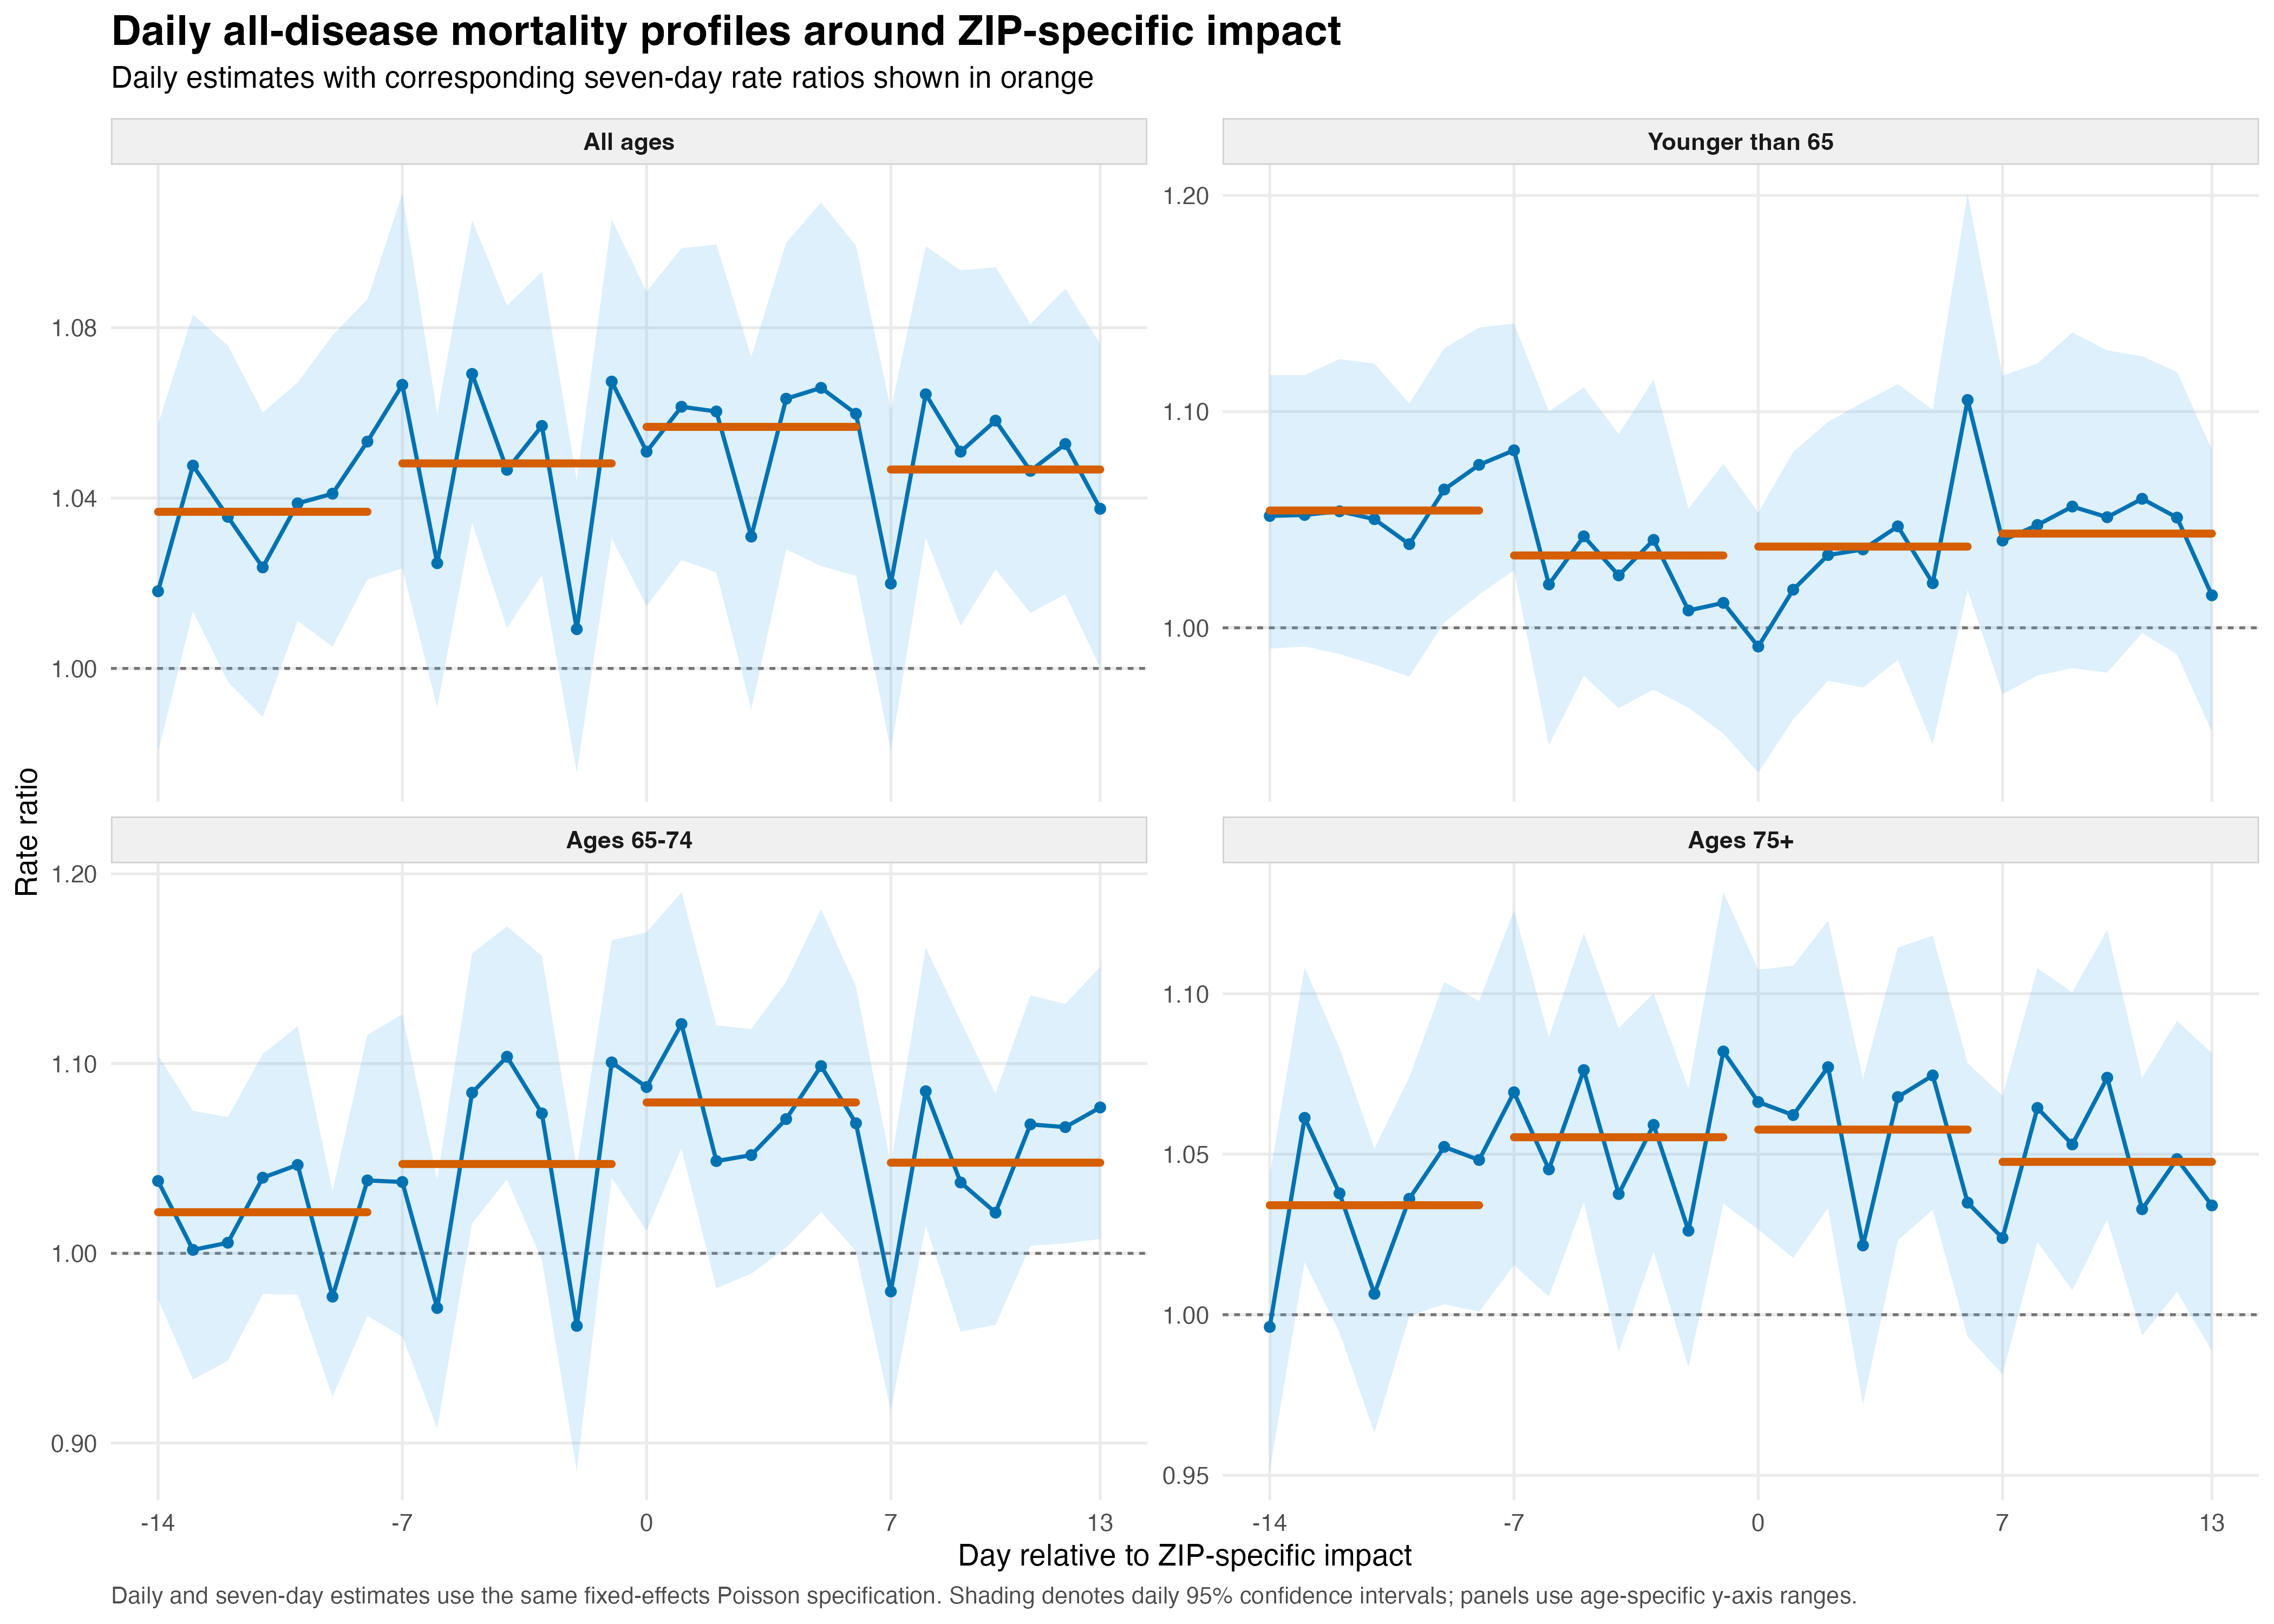 Daily all-disease mortality profiles around ZIP-specific impact
Daily estimates with corresponding seven-day rate ratios shown in orange
All ages
Younger than 65
1.08
1.04
1.00
1.20
1.10
1.00
Rate ratio
Ages 65-74
Ages 75+
1.20
1.10
1.00
0.90
1.10
1.05
1.00
0.95
-14 -7 0 7 13
-14 -7 0 7 13
Day relative to ZIP-specific impact
Daily and seven-day estimates use the same fixed-effects Poisson specification. Shading denotes daily 95% confidence intervals; panels use age-specific y-axis ranges.